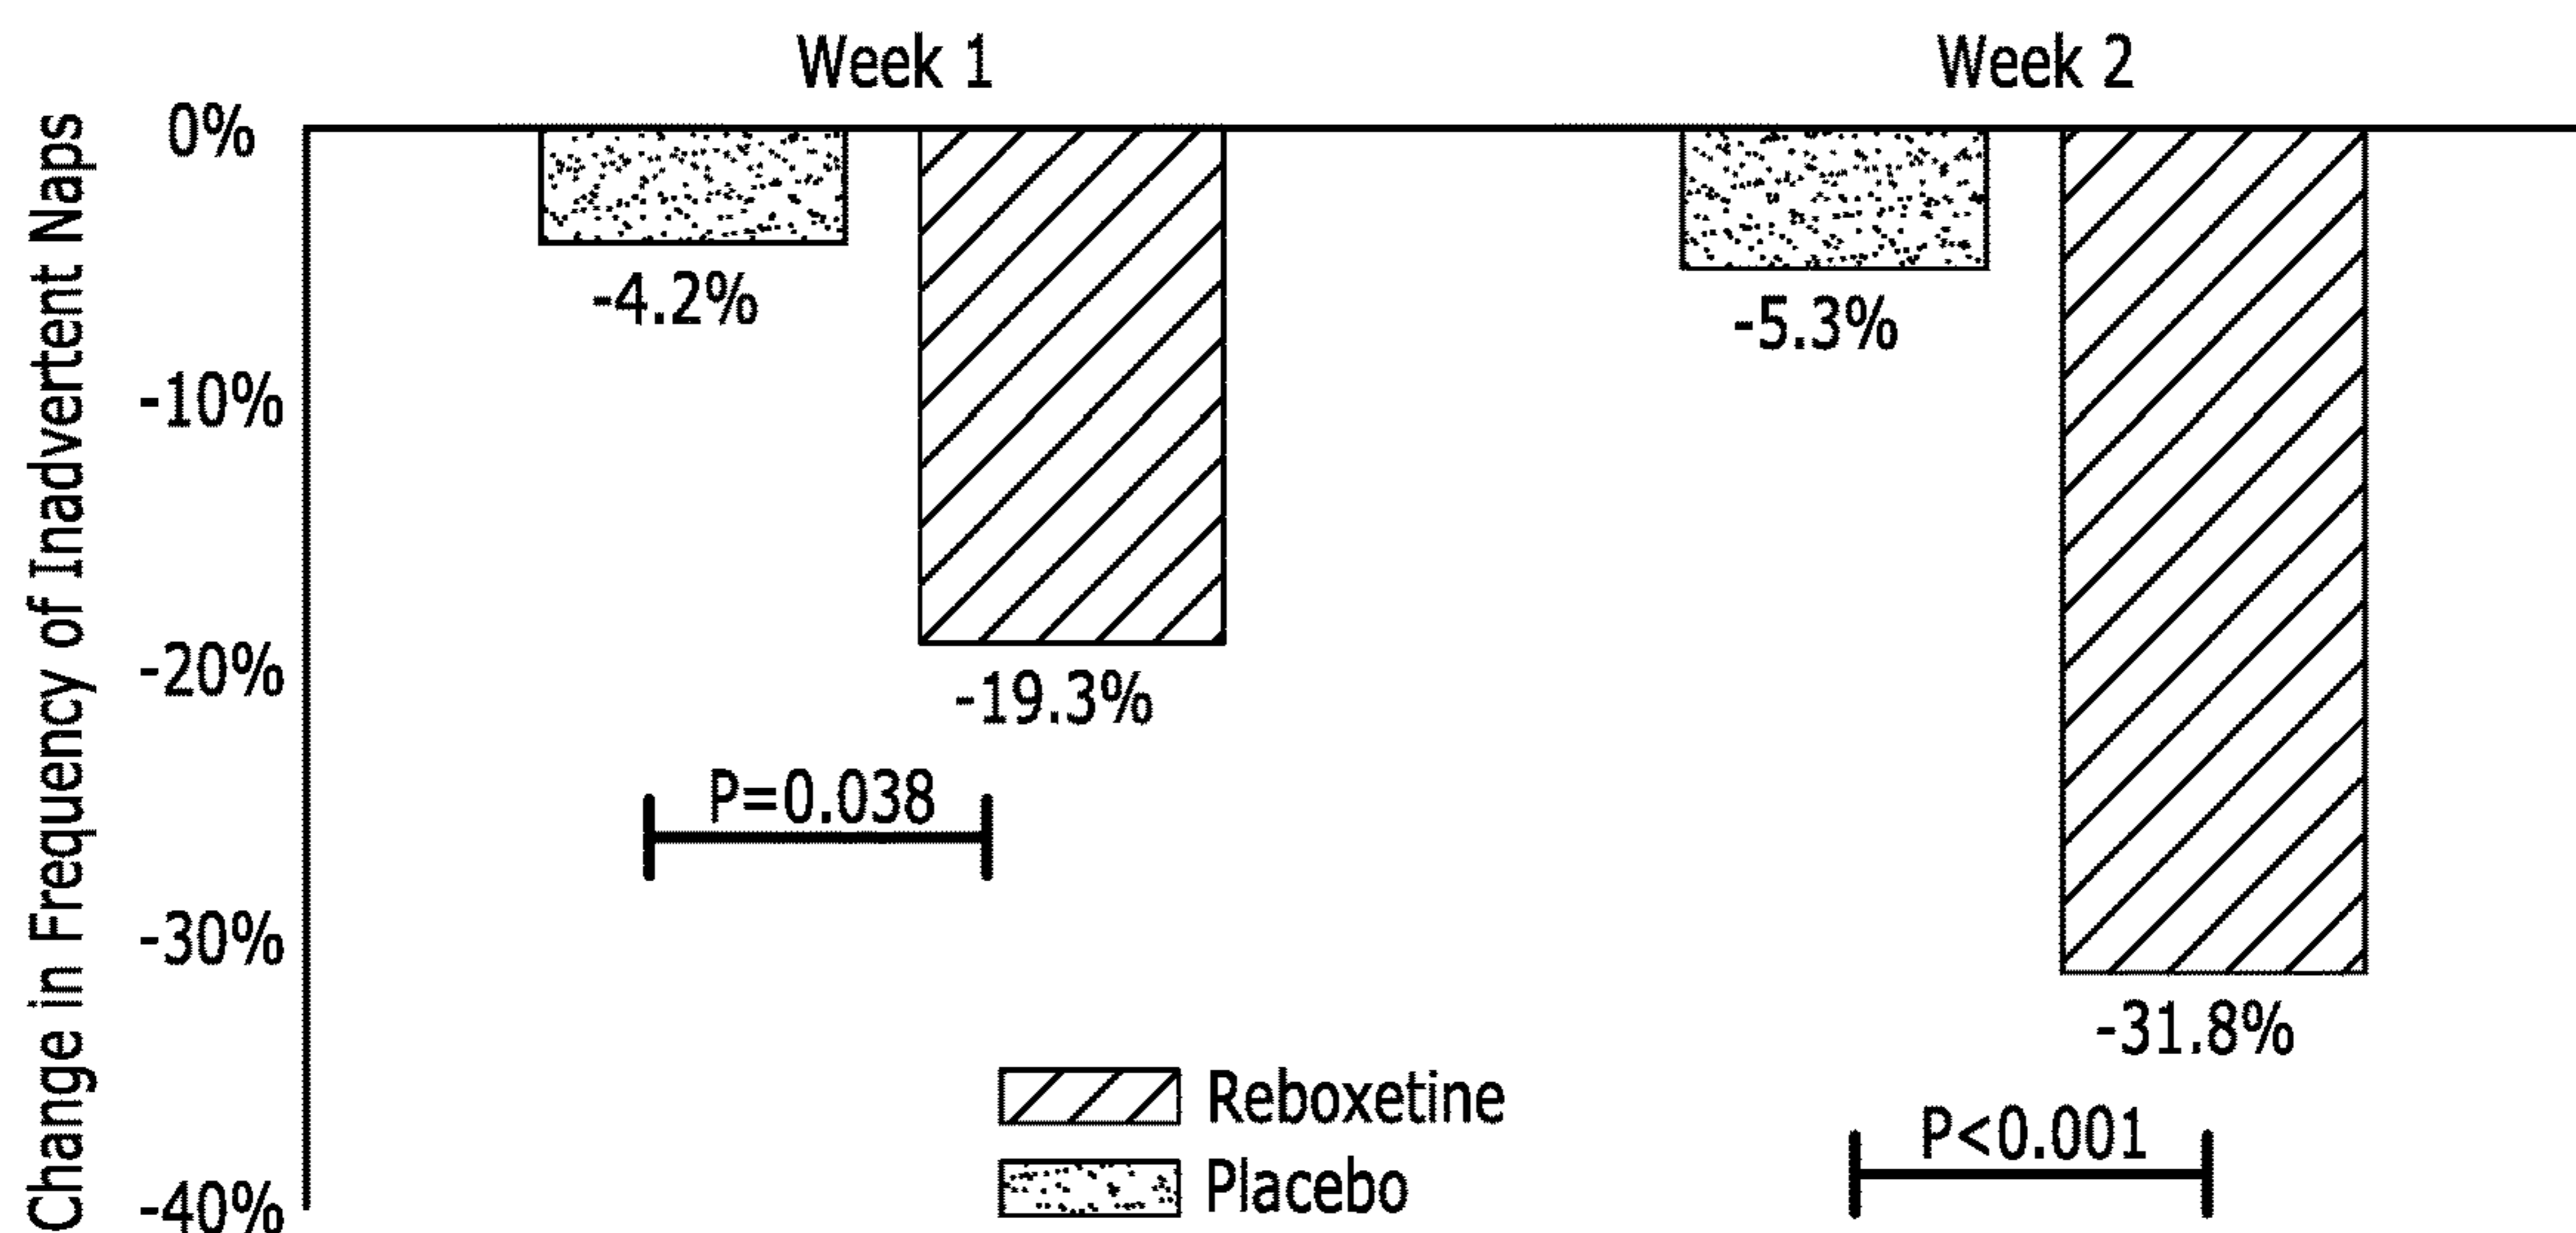 Week 1
Week 2
Change in Frequency of Inadvertent Naps
0%
-10%
-20%
-30%
-40%
-4.2%
-19.3%
P=0.038
-5.3%
-31.8%
P<0.001
Reboxetine
Placebo